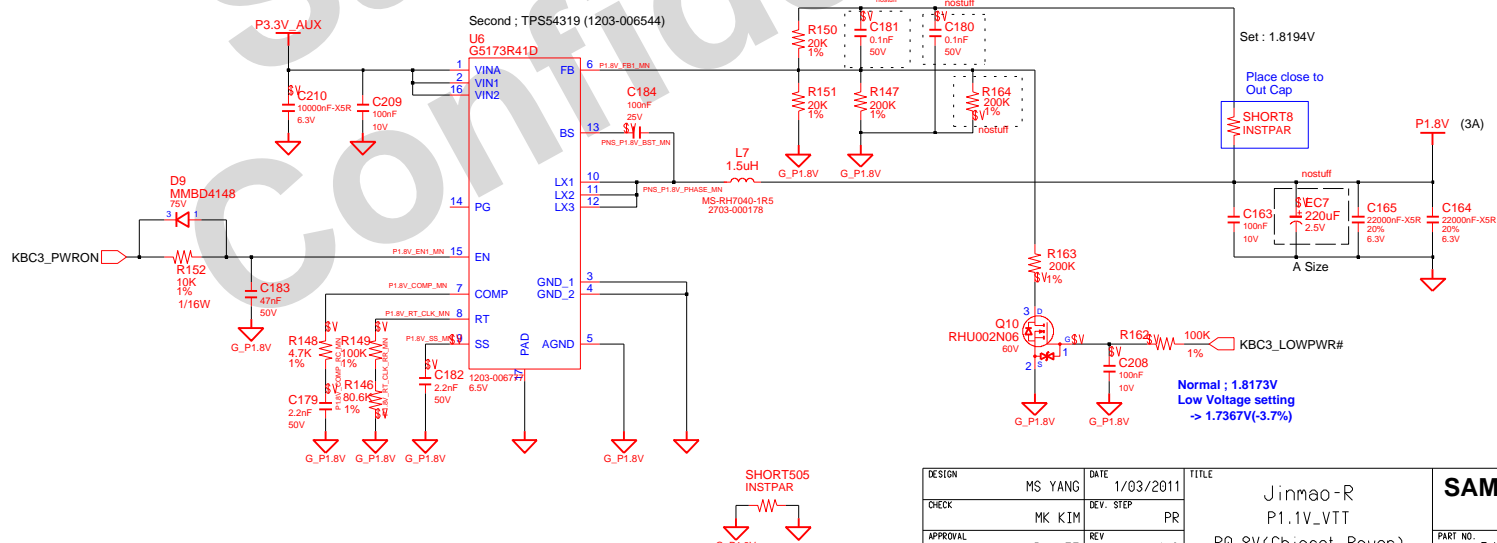 nostuff
nostuff
Second ; TPS54319 (1203-006544)
P3.3V_AUX
U6
G5173R41D
1 VINA
2 VIN1
16 VIN2
FB 6 P1.8V_FB1_MN
BS 13
PNS_P1.8V_BST_MN
LX1 10
LX2 11
LX3 12
PNS_P1.8V_PHASE_MN
14 PG
15 EN
P1.8V_EN1_MN
7 COMP
P1.8V_COMP_MN
8 RT
P1.8V_RT_CLK_MN
9 SS
P1.8V_SS_MN
GND_1 3
GND_2 4
AGND 5
PAD
17
6.5V
C210
10000nF-X5R
6.3V
C209
100nF
10V
R150
20K
1%
$V
C181
0.1nF
50V
$V
C180
0.1nF
50V
Set : 1.8194V
R151
20K
1%
R147
200K
1%
R164
200K
1%
$V
nostuff
G_P1.8V
G_P1.8V
C184
100nF
25V
$V
L7
1.5uH
MS-RH7040-1R5
2703-000178
Place close to
Out Cap
SHORT8
INSTPAR
P1.8V (3A)
nostuff
C163
100nF
10V
$V
EC7
220uF
2.5V
A Size
$V
C165
22000nF-X5R
20%
6.3V
$V
C164
22000nF-X5R
20%
6.3V
D9
MMBD4148
75V
3 1
KBC3_PWRON
R152
10K
1%
1/16W
C183
47nF
50V
G_P1.8V
$V
R148
4.7K
1%
$V
R149
100K
1%
R146
80.6K
1%
$V
C179
2.2nF
50V
$V
C182
2.2nF
50V
G_P1.8V
G_P1.8V
G_P1.8V
G_P1.8V
G_P1.8V
R163
200K
$V
1%
Q10
RHU002N06
60V
3 D
G 1
2 S
$V
R162
100K
1%
KBC3_LOWPWR#
$V
C208
100nF
10V
G_P1.8V
G_P1.8V
Normal ; 1.8173V
Low Voltage setting
-> 1.7367V(-3.7%)
SHORT505
INSTPAR
DESIGN
MS YANG
DATE
1/03/2011
TITLE
Jinmao-R
P1.1V_VTT
CHECK
MK KIM
DEV. STEP
PR
APPROVAL
REV
PART NO.
SAM
Confide